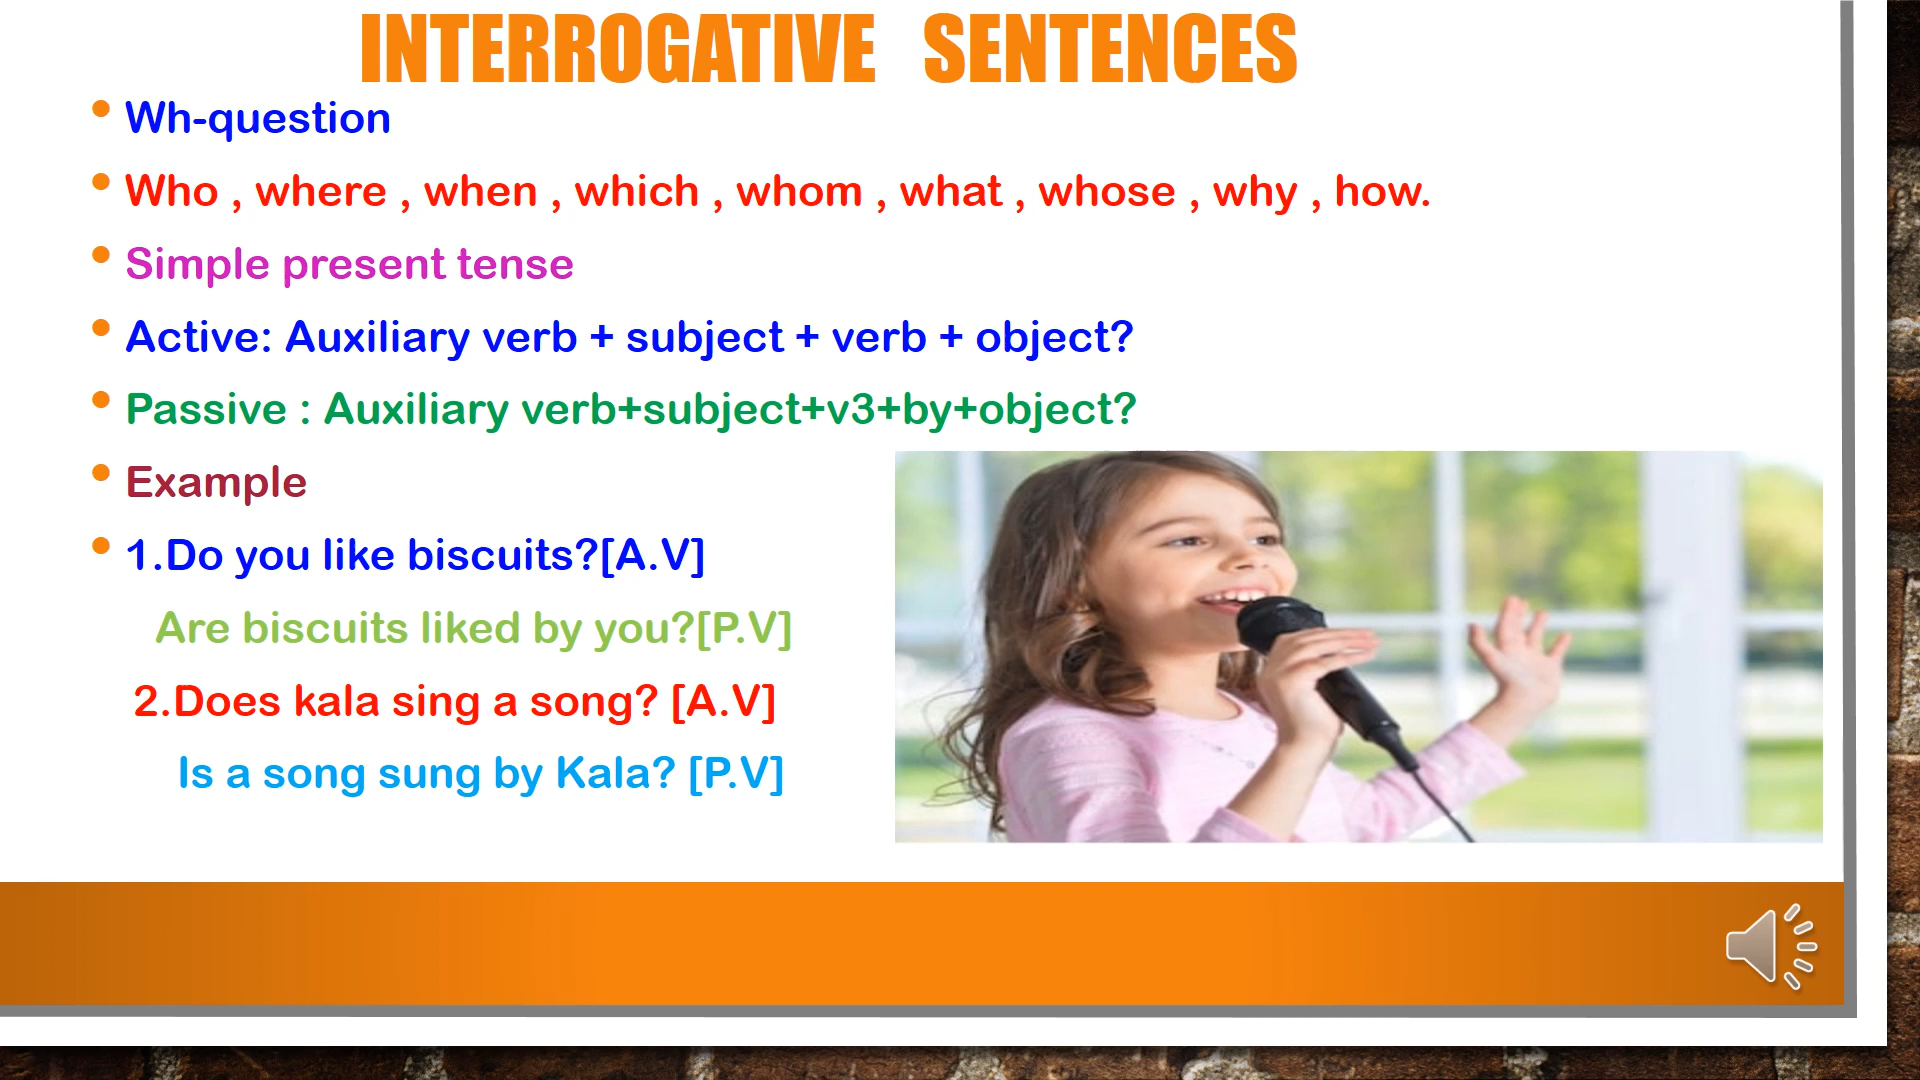 INTERROGATIVE SENTENCES
Wh-question
Who , where , when , which , whom , what , whose , why , how.
Simple present tense
Active: Auxiliary verb + subject + verb + object?
Passive : Auxiliary verb+subject+v3+by+object?
Example
1.Do you like biscuits?[A.V]
Are biscuits liked by you?[P.V]
2.Does kala sing a song? [A.V]
Is a song sung by Kala? [P.V]